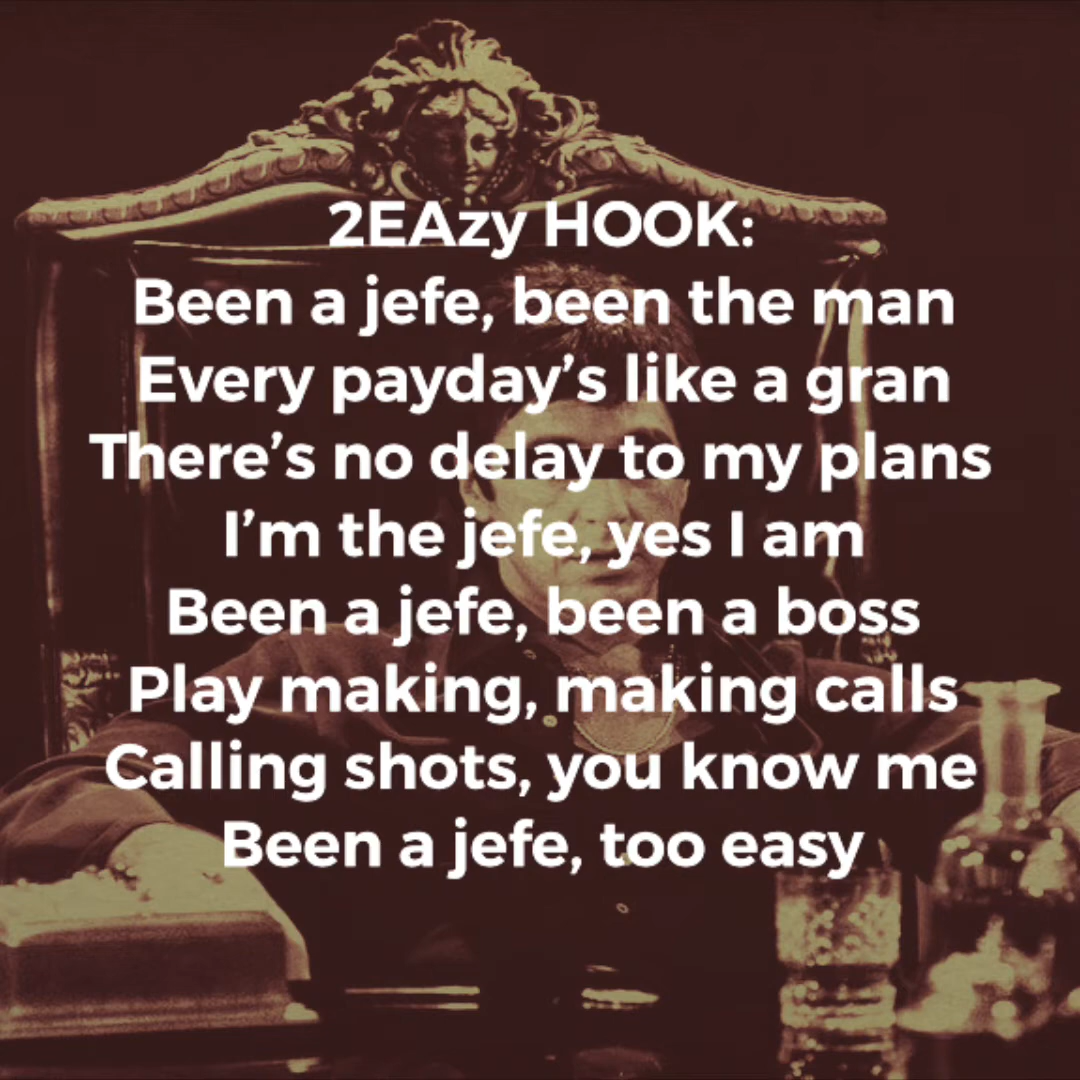 2EAzy HOOK:
Been a jefe, been the man
Every payday’s like a gran
There’s no delay to my plans
I’m the jefe, yes I am
Been a jefe, been a boss
Play making, making calls
Calling shots, you know me
Been a jefe, too easy